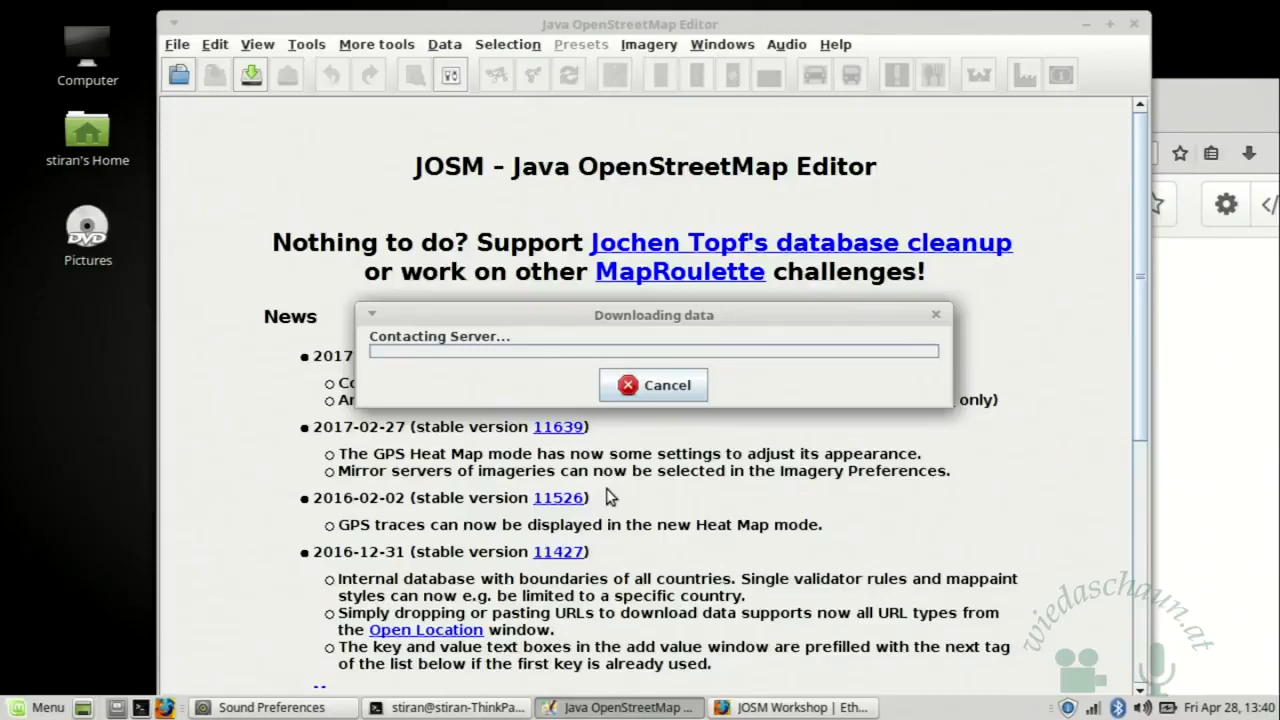 Java OpenStreetMap Editor
File Edit View Tools More tools Data Selection Presets Imagery Windows Audio Help
Computer
stiran's Home
DVD
Pictures
JOSM – Java OpenStreetMap Editor
Nothing to do? Support Jochen Topf's database cleanup
or work on other MapRoulette challenges!
News
Downloading data
Contacting Server...
Cancel
2017
Co
Ar only)
2017-02-27 (stable version 11639)
The GPS Heat Map mode has now some settings to adjust its appearance.
Mirror servers of imageries can now be selected in the Imagery Preferences.
2016-02-02 (stable version 11526)
GPS traces can now be displayed in the new Heat Map mode.
2016-12-31 (stable version 11427)
Internal database with boundaries of all countries. Single validator rules and mappaint
styles can now e.g. be limited to a specific country.
Simply dropping or pasting URLs to download data supports now all URL types from
the Open Location window.
The key and value text boxes in the add value window are prefilled with the next tag
of the list below if the first key is already used.
wiedaschaun.at
Menu Sound Preferences stiran@stiran-ThinkPa... Java OpenStreetMap ... JOSM Workshop | Eth... Fri Apr 28, 13:40